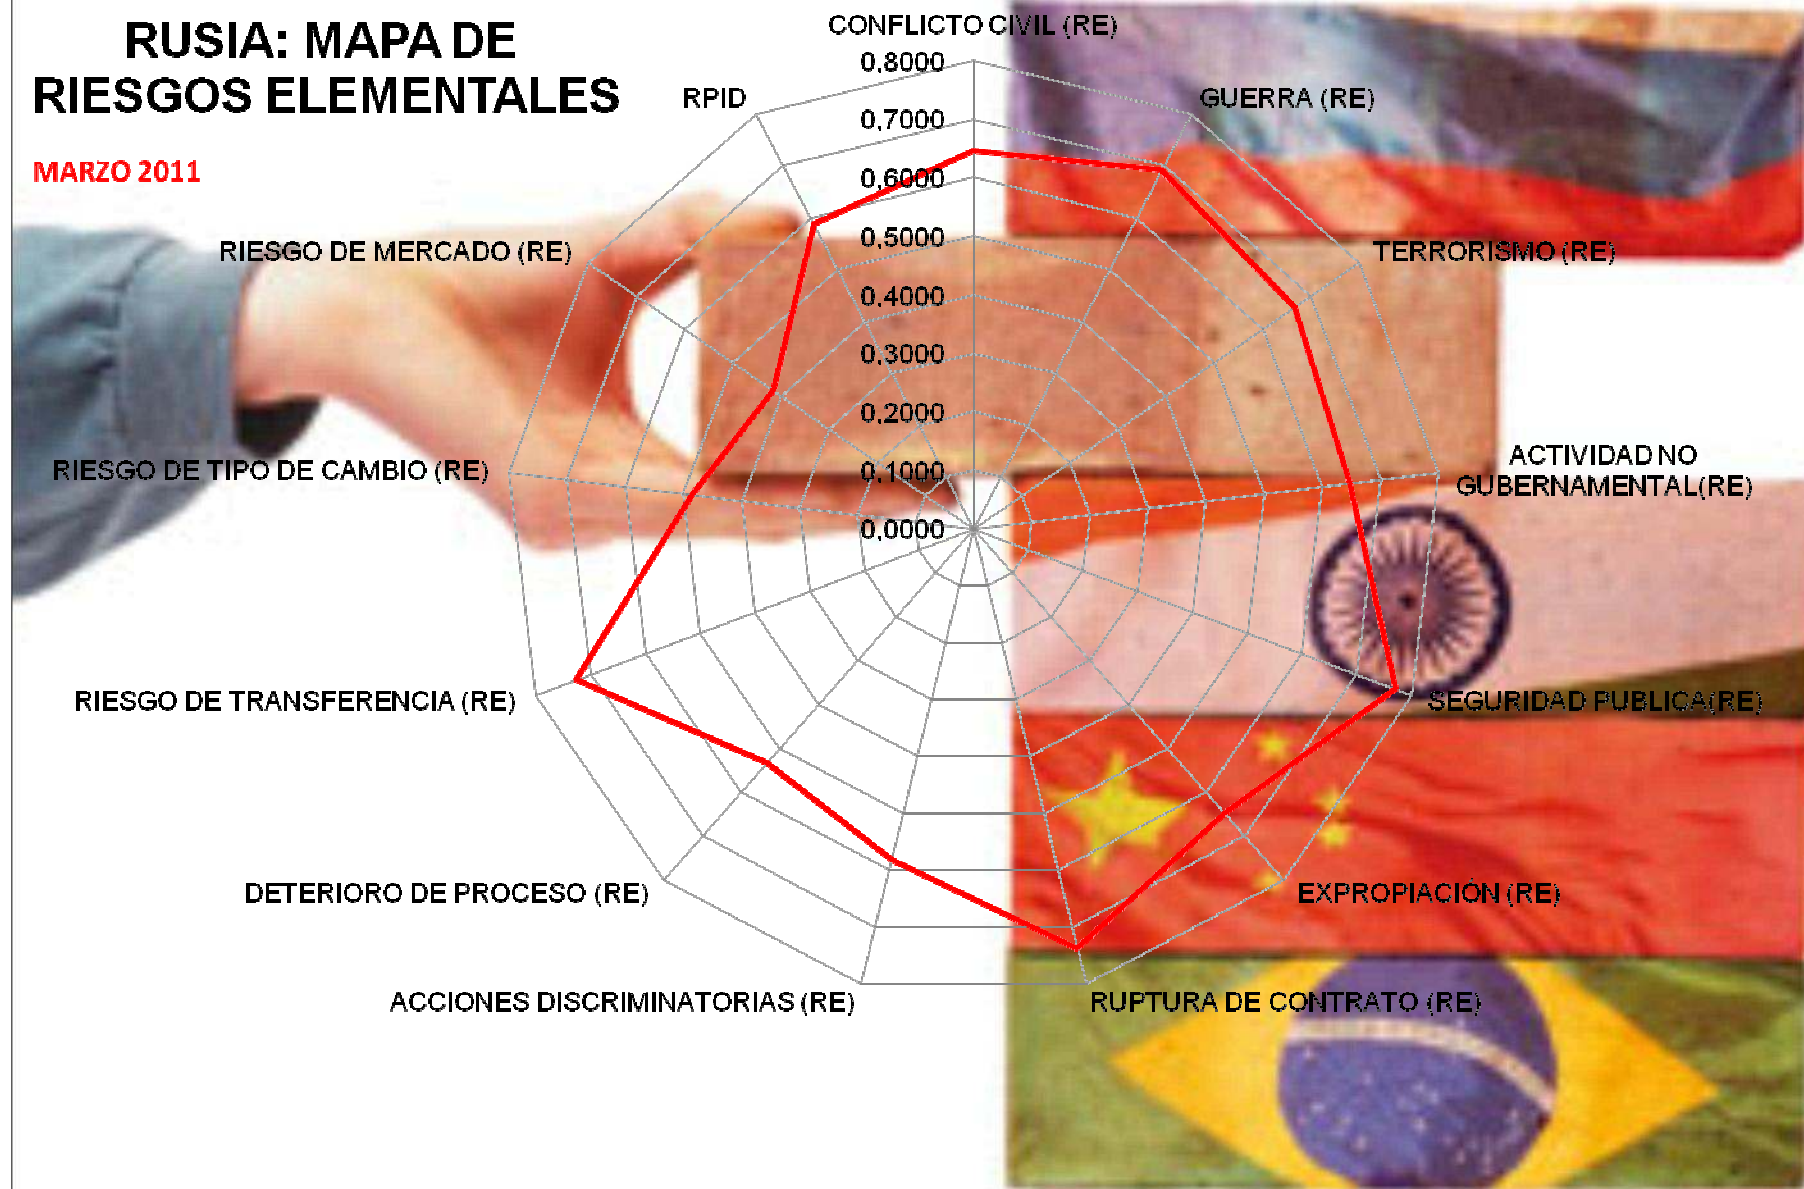 RUSIA: MAPA DE
RIESGOS ELEMENTALES
MARZO 2011
CONFLICTO CIVIL (RE)
GUERRA (RE)
TERRORISMO (RE)
ACTIVIDAD NO
GUBERNAMENTAL(RE)
SEGURIDAD PUBLICA(RE)
EXPROPIACIÓN (RE)
RUPTURA DE CONTRATO (RE)
ACCIONES DISCRIMINATORIAS (RE)
DETERIORO DE PROCESO (RE)
RIESGO DE TRANSFERENCIA (RE)
RIESGO DE TIPO DE CAMBIO (RE)
RIESGO DE MERCADO (RE)
RPID
0,8000
0,7000
0,6000
0,5000
0,4000
0,3000
0,2000
0,1000
0,0000